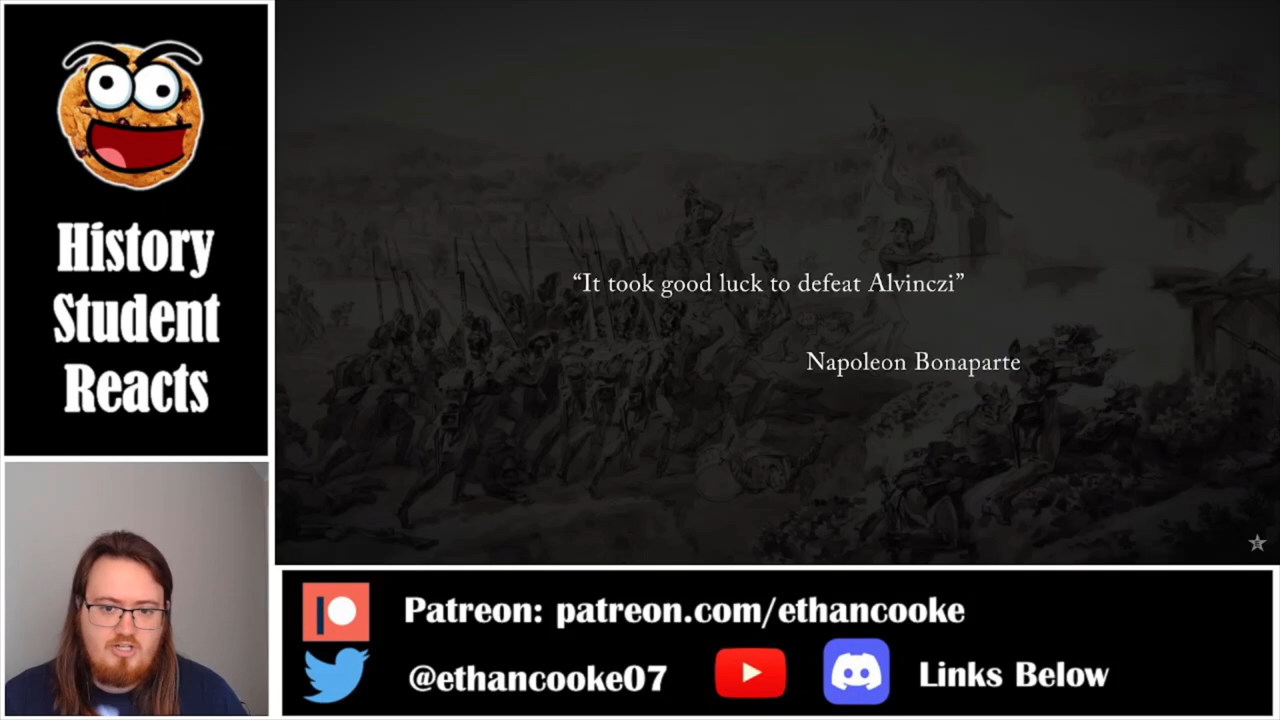 History
Student
Reacts
“It took good luck to defeat Alvinczi”
Napoleon Bonaparte
Patreon: patreon.com/ethancooke
@ethancooke07
Links Below